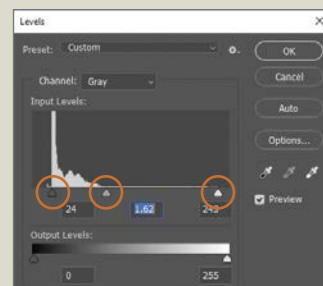 Levels
Preset: Custom
OK
Channel: Gray
Cancel
Input Levels:
Auto
Options...
Preview
24 1.62 243
Output Levels:
0 255